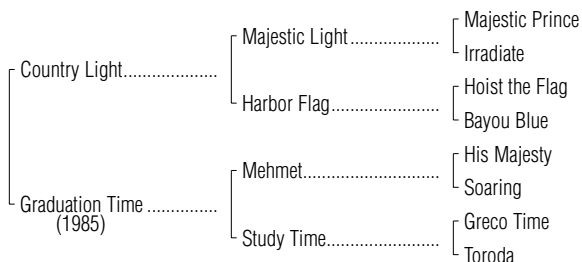 Majestic Prince
Majestic Light....................
Irradiate
Country Light....................
Hoist the Flag
Harbor Flag.......................
Bayou Blue
His Majesty
Mehmet.............................
Soaring
Graduation Time ...............
(1985)
Greco Time
Study Time........................
Toroda